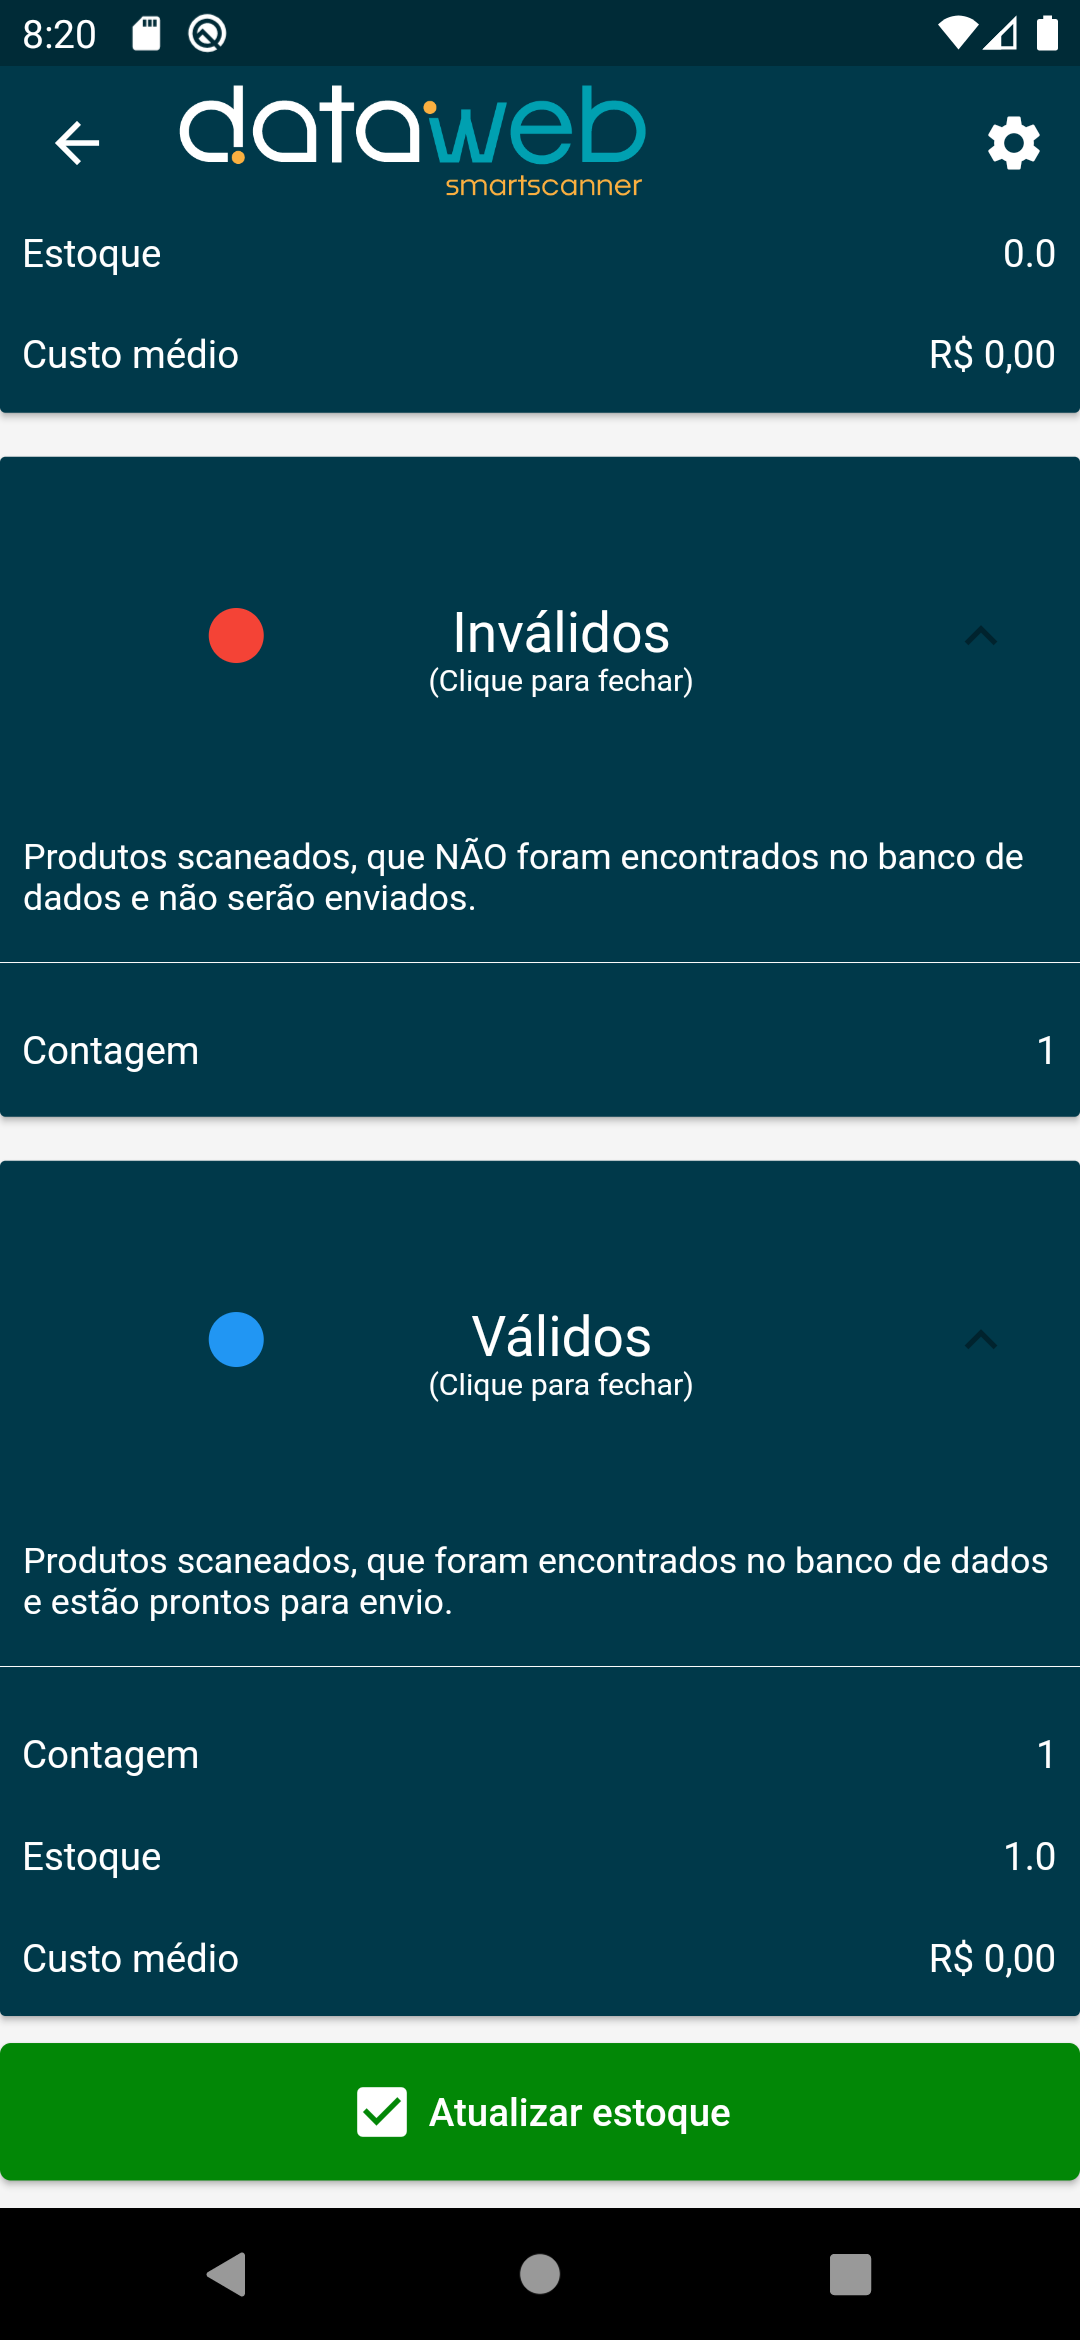 8:20
dataweb
smartscanner
Estoque 0.0
Custo médio R$ 0,00
Inválidos
(Clique para fechar)
Produtos scaneados, que NÃO foram encontrados no banco de
dados e não serão enviados.
Contagem 1
Válidos
(Clique para fechar)
Produtos scaneados, que foram encontrados no banco de dados
e estão prontos para envio.
Contagem 1
Estoque 1.0
Custo médio R$ 0,00
Atualizar estoque